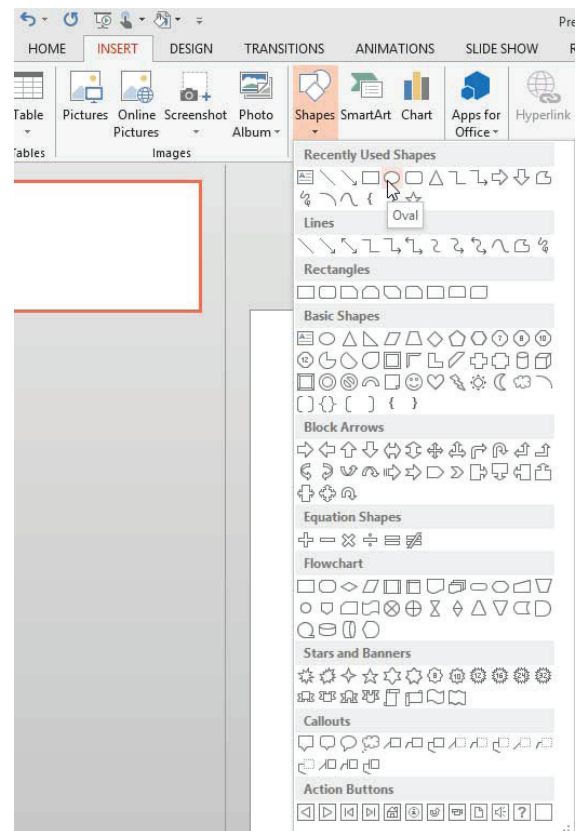 Pre
HOME INSERT DESIGN TRANSITIONS ANIMATIONS SLIDE SHOW R
Table Pictures Online Pictures Screenshot Photo Album Shapes SmartArt Chart Apps for Office Hyperlink
Tables Images
Recently Used Shapes
Oval
Lines
Rectangles
Basic Shapes
Block Arrows
Equation Shapes
Flowchart
Stars and Banners
Callouts
Action Buttons